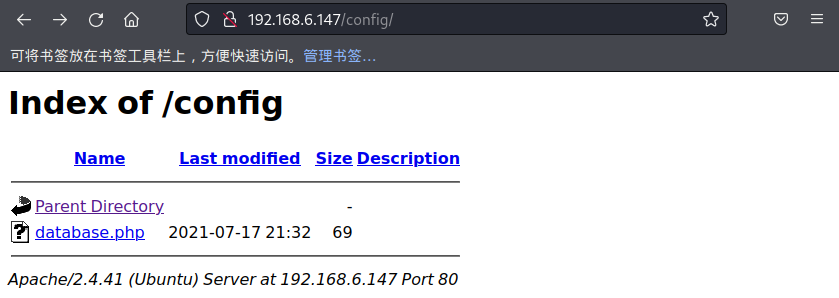 192.168.6.147/config/
可将书签放在书签工具栏上，方便快速访问。管理书签…
Index of /config
Name Last modified Size Description
Parent Directory -
database.php 2021-07-17 21:32 69
Apache/2.4.41 (Ubuntu) Server at 192.168.6.147 Port 80